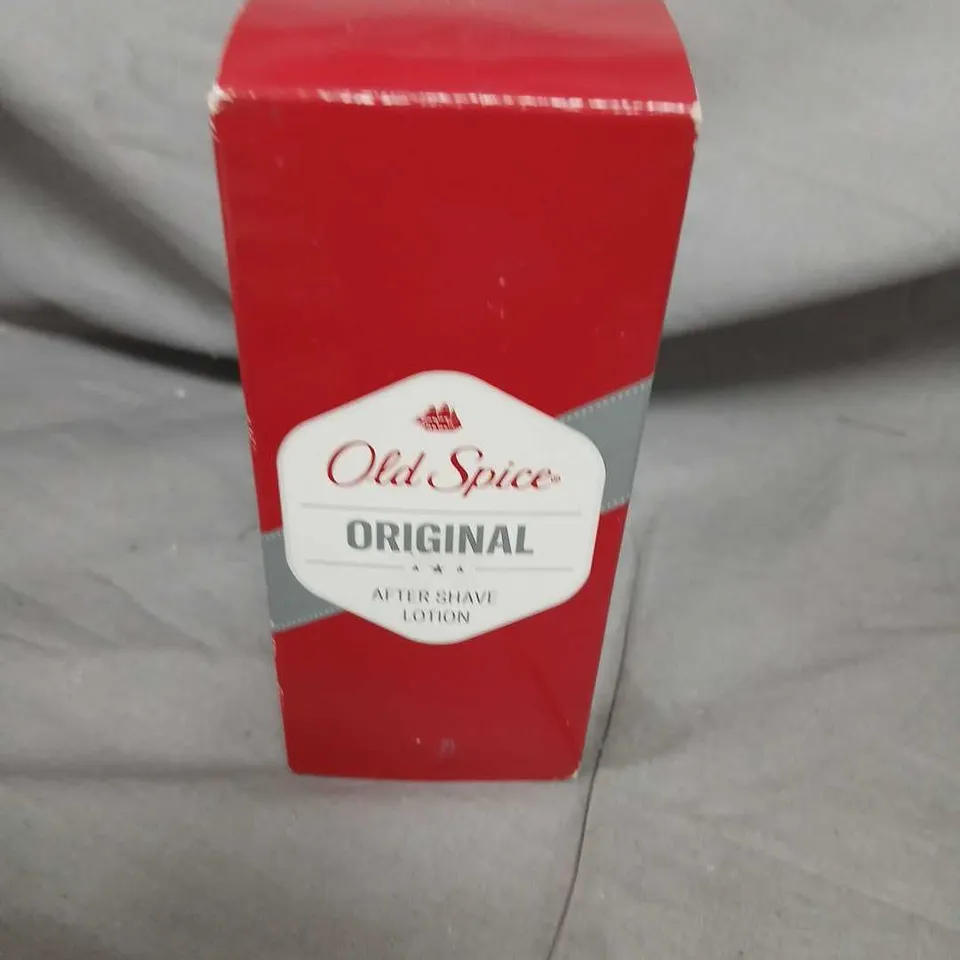 Old Spice®
ORIGINAL
AFTER SHAVE
LOTION